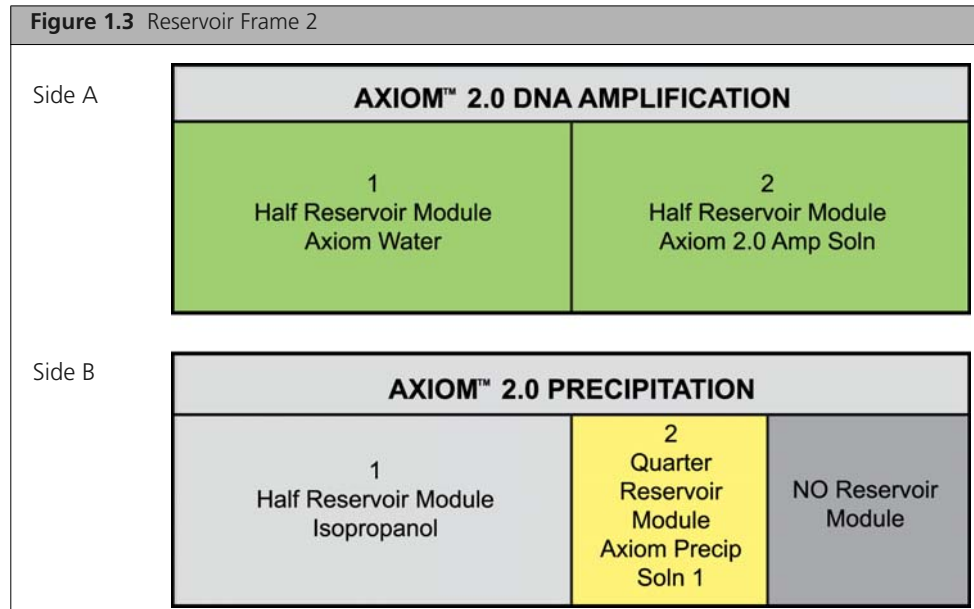 Figure 1.3 Reservoir Frame 2
Side A
AXIOM™ 2.0 DNA AMPLIFICATION
1
Half Reservoir Module
Axiom Water
2
Half Reservoir Module
Axiom 2.0 Amp Soln
Side B
AXIOM™ 2.0 PRECIPITATION
1
Half Reservoir Module
Isopropanol
2
Quarter
Reservoir
Module
Axiom Precip
Soln 1
NO Reservoir
Module